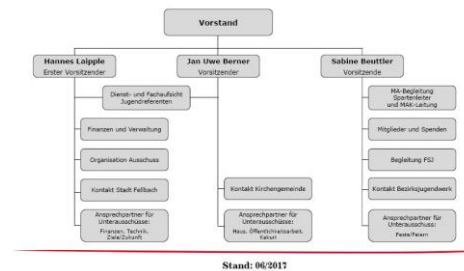 Vorstand
Hannes Laipple
Erster Vorsitzender
Jan Uwe Berner
Vorsitzender
Sabine Beuttler
Vorsitzende
Dienst- und Fachaufsicht
Jugendreferenten
MA-Begleitung
Spartenleiter
und MAK-Leitung
Finanzen und Verwaltung
Mitglieder und Spenden
Organisation Ausschuss
Begleitung FSJ
Kontakt Stadt Fellbach
Kontakt Kirchengemeinde
Kontakt Bezirksjugendwerk
Ansprechpartner für
Unterausschüsse:
Finanzen, Technik,
Ziele/Zukunft
Ansprechpartner für
Unterausschüsse:
Haus, Öffentlichkeitsarbeit,
Kakuri
Ansprechpartner für
Unterausschuss:
Feste/Feiern
Stand: 06/2017